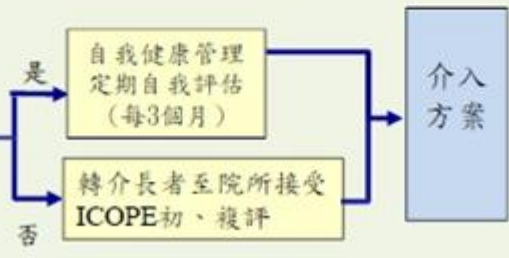 是
自我健康管理
定期自我評估
（每3個月）
介入
方案
轉介長者至院所接受
ICOPE初、複評
否